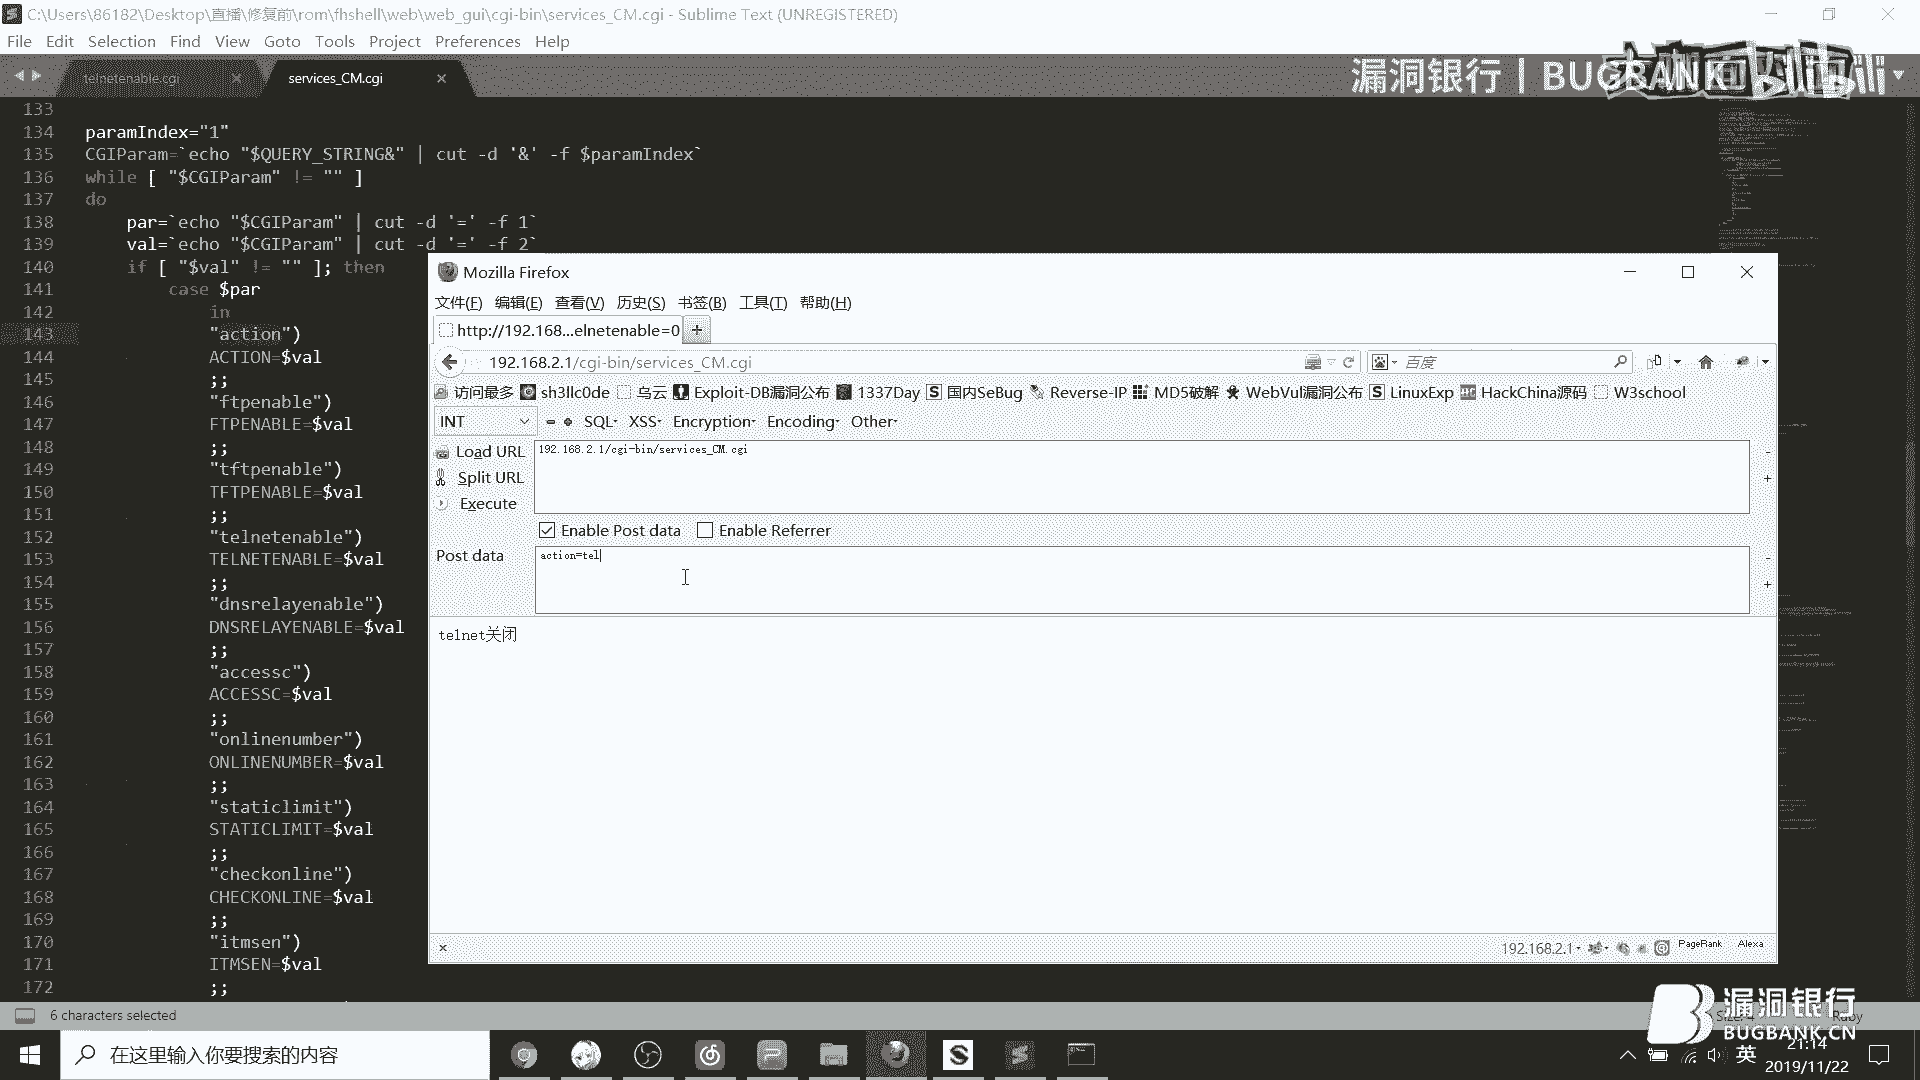 C:\Users\86182\Desktop\直播\修复前\rom\fhshell\web\web_gui\cgi-bin\services_CM.cgi - Sublime Text (UNREGISTERED)
File Edit Selection Find View Goto Tools Project Preferences Help
telnetenable.cgi services_CM.cgi
漏洞银行 | BUGBANK
bilibili
133
134 paramIndex="1"
135 CGIParam=`echo "$QUERY_STRING&" | cut -d '&' -f $paramIndex`
136 while [ "$CGIParam" != "" ]
137 do
138 par=`echo "$CGIParam" | cut -d '=' -f 1`
139 val=`echo "$CGIParam" | cut -d '=' -f 2`
140 if [ "$val" != "" ]; then
141 case $par
142 in
143 "action")
144 ACTION=$val
145 ;;
146 "ftpenable")
147 FTPENABLE=$val
148 ;;
149 "tftpenable")
150 TFTPENABLE=$val
151 ;;
152 "telnetenable")
153 TELNETENABLE=$val
154 ;;
155 "dnsrelayenable")
156 DNSRELAYENABLE=$val
157 ;;
158 "accessc")
159 ACCESSC=$val
160 ;;
161 "onlinenumber")
162 ONLINENUMBER=$val
163 ;;
164 "staticlimit")
165 STATICLIMIT=$val
166 ;;
167 "checkonline")
168 CHECKONLINE=$val
169 ;;
170 "itmsen")
171 ITMSEN=$val
172 ;;
Mozilla Firefox
文件(F) 编辑(E) 查看(V) 历史(S) 书签(B) 工具(T) 帮助(H)
http://192.168...elnetenable=0
192.168.2.1/cgi-bin/services_CM.cgi 百度
访问最多 sh3llc0de 乌云 Exploit-DB漏洞公布 1337Day 国内SeBug Reverse-IP MD5破解 WebVul漏洞公布 LinuxExp HackChina源码 W3school
INT SQL XSS Encryption Encoding Other
Load URL 192.168.2.1/cgi-bin/services_CM.cgi
Split URL
Execute
Enable Post data Enable Referrer
Post data action=tel
telnet关闭
192.168.2.1 PageRank Alexa
6 characters selected
Ruby
漏洞银行
BUGBANK.CN
在这里输入你要搜索的内容
英
21:14
2019/11/22